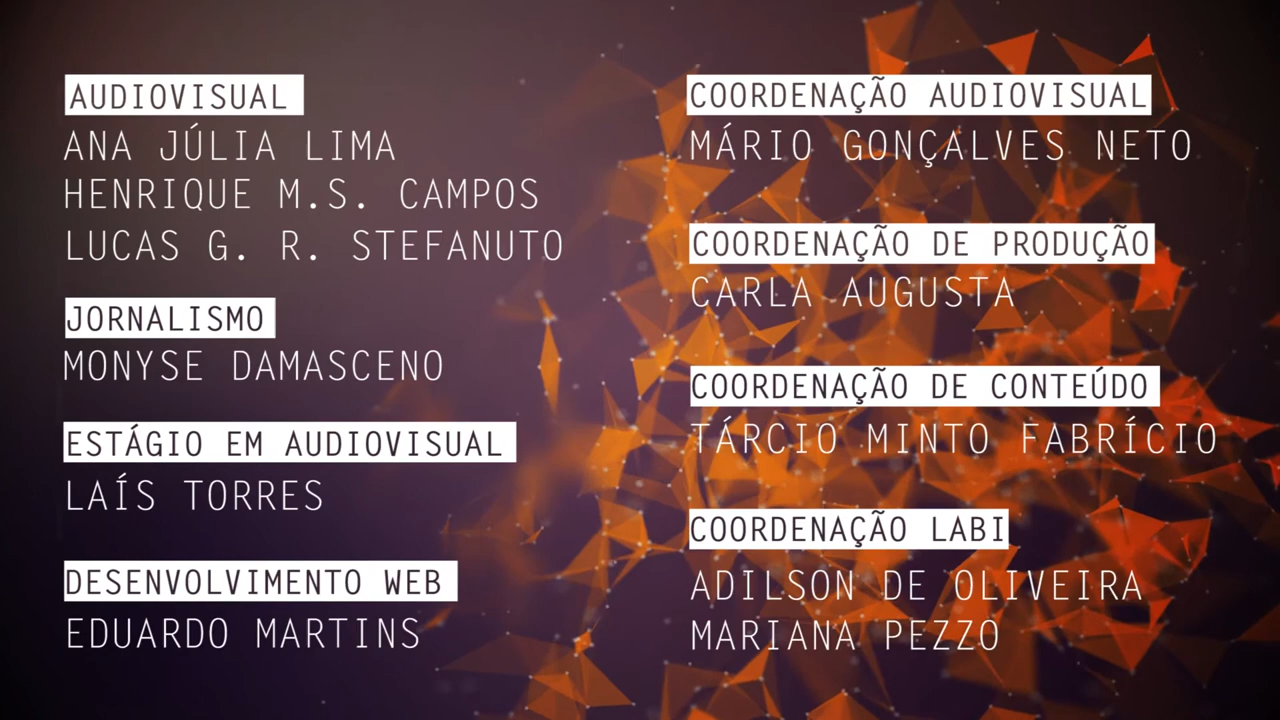 AUDIOVISUAL
ANA JÚLIA LIMA
HENRIQUE M.S. CAMPOS
LUCAS G. R. STEFANUTO
JORNALISMO
MONYSE DAMASCENO
ESTÁGIO EM AUDIOVISUAL
LAÍS TORRES
DESENVOLVIMENTO WEB
EDUARDO MARTINS
COORDENAÇÃO AUDIOVISUAL
MÁRIO GONÇALVES NETO
COORDENAÇÃO DE PRODUÇÃO
CARLA AUGUSTA
COORDENAÇÃO DE CONTEÚDO
TÁRCIO MINTO FABRÍCIO
COORDENAÇÃO LABI
ADILSON DE OLIVEIRA
MARIANA PEZZO